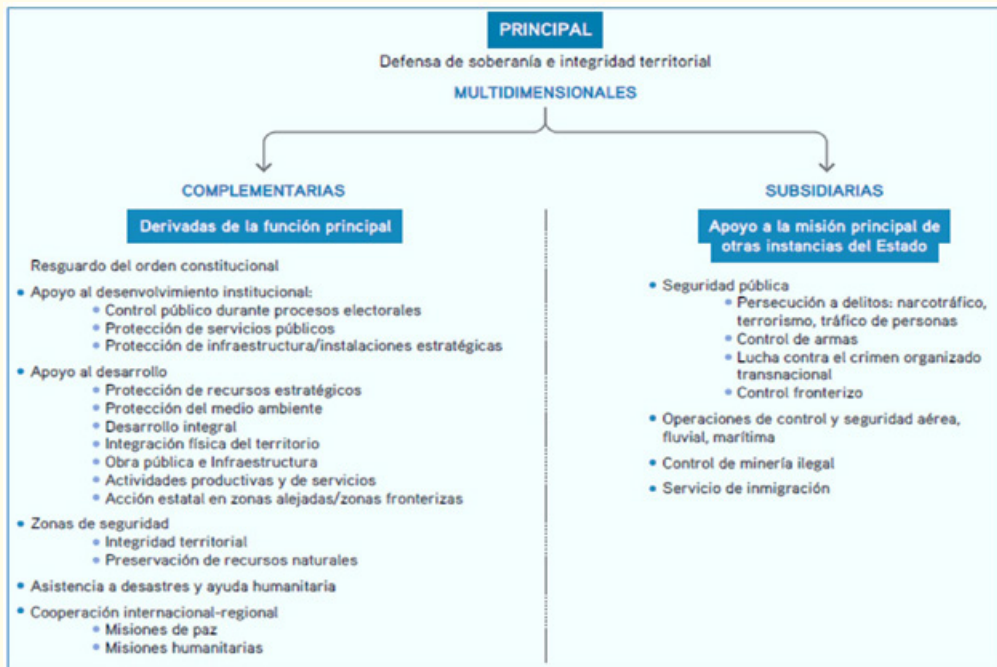 PRINCIPAL
Defensa de soberanía e integridad territorial
MULTIDIMENSIONALES
COMPLEMENTARIAS
Derivadas de la función principal
Resguardo del orden constitucional
• Apoyo al desenvolvimiento institucional:
• Control público durante procesos electorales
• Protección de servicios públicos
• Protección de infraestructura/instalaciones estratégicas
• Apoyo al desarrollo
• Protección de recursos estratégicos
• Protección del medio ambiente
• Desarrollo integral
• Integración física del territorio
• Obra pública e Infraestructura
• Actividades productivas y de servicios
• Acción estatal en zonas alejadas/zonas fronterizas
• Zonas de seguridad
• Integridad territorial
• Preservación de recursos naturales
• Asistencia a desastres y ayuda humanitaria
• Cooperación internacional-regional
• Misiones de paz
• Misiones humanitarias
SUBSIDIARIAS
Apoyo a la misión principal de
otras instancias del Estado
• Seguridad pública
• Persecución a delitos: narcotráfico,
terrorismo, tráfico de personas
• Control de armas
• Lucha contra el crimen organizado
transnacional
• Control fronterizo
• Operaciones de control y seguridad aérea,
fluvial, marítima
• Control de minería ilegal
• Servicio de inmigración